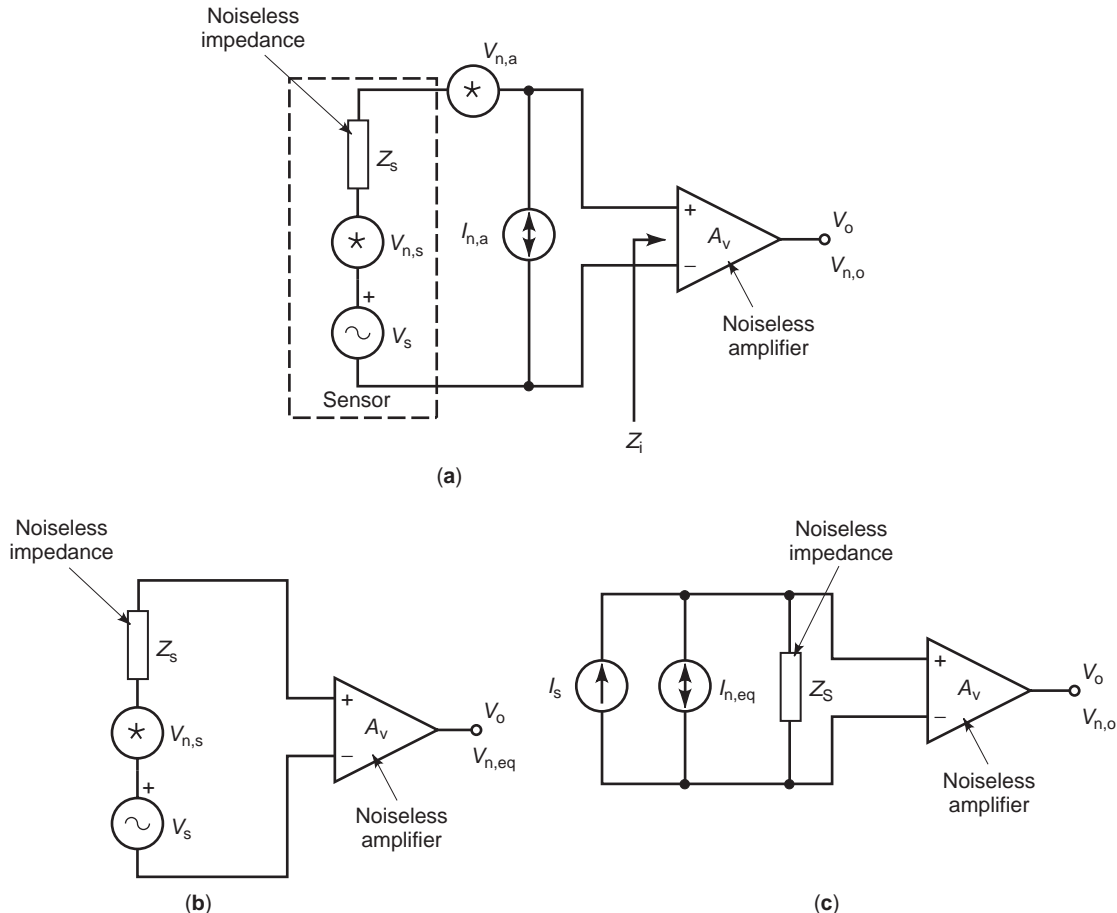 Noiseless
impedance
V_n,a
Z_s
V_n,s
+
V_s
Sensor
I_n,a
+
A_v
−
V_o
V_n,o
Noiseless
amplifier
Z_i
(a)
Noiseless
impedance
Z_s
V_n,s
+
V_s
+
A_v
−
V_o
V_n,eq
Noiseless
amplifier
(b)
Noiseless
impedance
I_s
I_n,eq
Z_S
+
A_v
−
V_o
V_n,o
Noiseless
amplifier
(c)